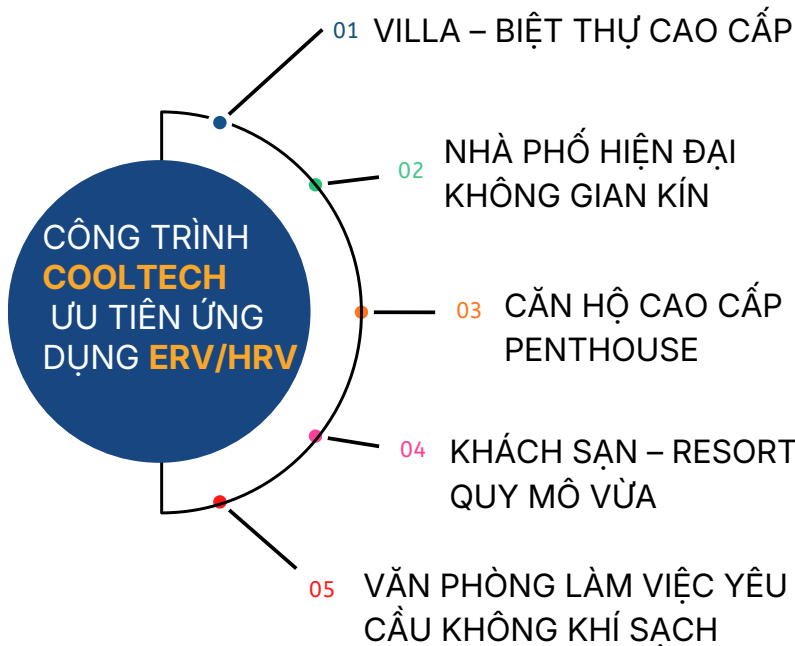 CÔNG TRÌNH
COOLTECH
ƯU TIÊN ỨNG
DỤNG ERV/HRV
01 VILLA – BIỆT THỰ CAO CẤP
02 NHÀ PHỐ HIỆN ĐẠI
KHÔNG GIAN KÍN
03 CĂN HỘ CAO CẤP
PENTHOUSE
04 KHÁCH SẠN – RESORT
QUY MÔ VỪA
05 VĂN PHÒNG LÀM VIỆC YÊU
CẦU KHÔNG KHÍ SẠCH